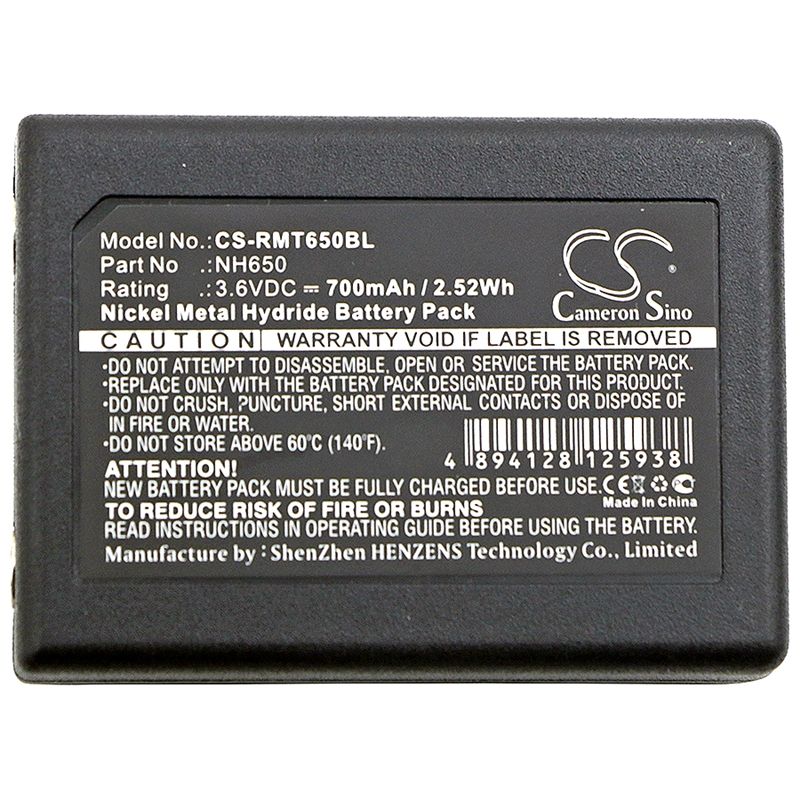 Model No.:CS-RMT650BL
Part No :NH650
Rating :3.6VDC ⎓ 700mAh / 2.52Wh
Nickel Metal Hydride Battery Pack
CS
Cameron Sino
CAUTION WARRANTY VOID IF LABEL IS REMOVED
•DO NOT ATTEMPT TO DISASSEMBLE, OPEN OR SERVICE THE BATTERY PACK.
•REPLACE ONLY WITH THE BATTERY PACK DESIGNATED FOR THIS PRODUCT.
•DO NOT CRUSH, PUNCTURE, SHORT EXTERNAL CONTACTS OR DISPOSE OF
IN FIRE OR WATER.
•DO NOT STORE ABOVE 60°C (140°F).
4 894128 125938
ATTENTION!
NEW BATTERY PACK MUST BE FULLY CHARGED BEFORE USE.
CE
Made In China
TO REDUCE RISK OF FIRE OR BURNS
READ INSTRUCTIONS OF OPERATING GUIDE BEFORE USING THE BATTERY.
Manufacture by : ShenZhen HENZENS Technology Co., Limited